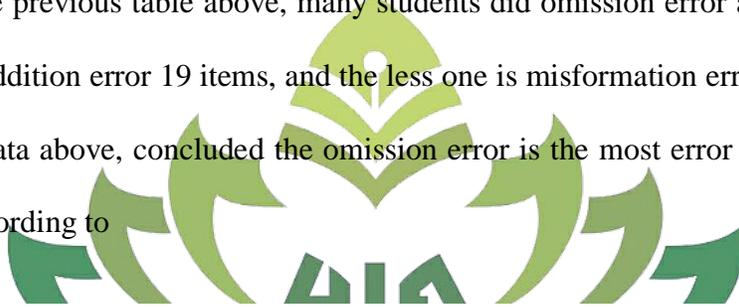 previous table above, many students did omission error
ddition error 19 items, and the less one is misformation err
ata above, concluded the omission error is the most error
ording to